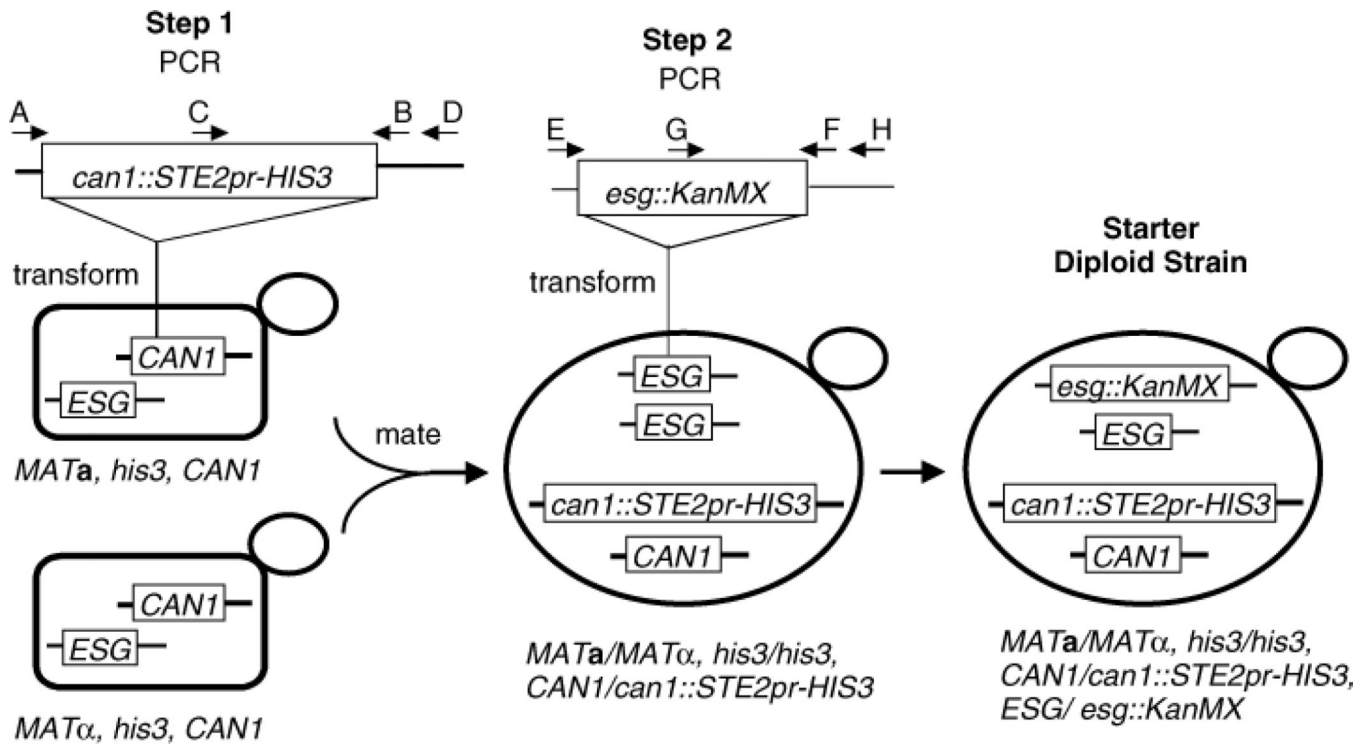 Step 1
PCR
A
C
B
D
can1::STE2pr-HIS3
transform
CAN1
ESG
MATa, his3, CAN1
CAN1
ESG
MATα, his3, CAN1
mate
Step 2
PCR
E
G
F
H
esg::KanMX
transform
ESG
ESG
can1::STE2pr-HIS3
CAN1
MATa/MATα, his3/his3,
CAN1/can1::STE2pr-HIS3
Starter
Diploid Strain
esg::KanMX
ESG
can1::STE2pr-HIS3
CAN1
MATa/MATα, his3/his3,
CAN1/can1::STE2pr-HIS3,
ESG/ esg::KanMX